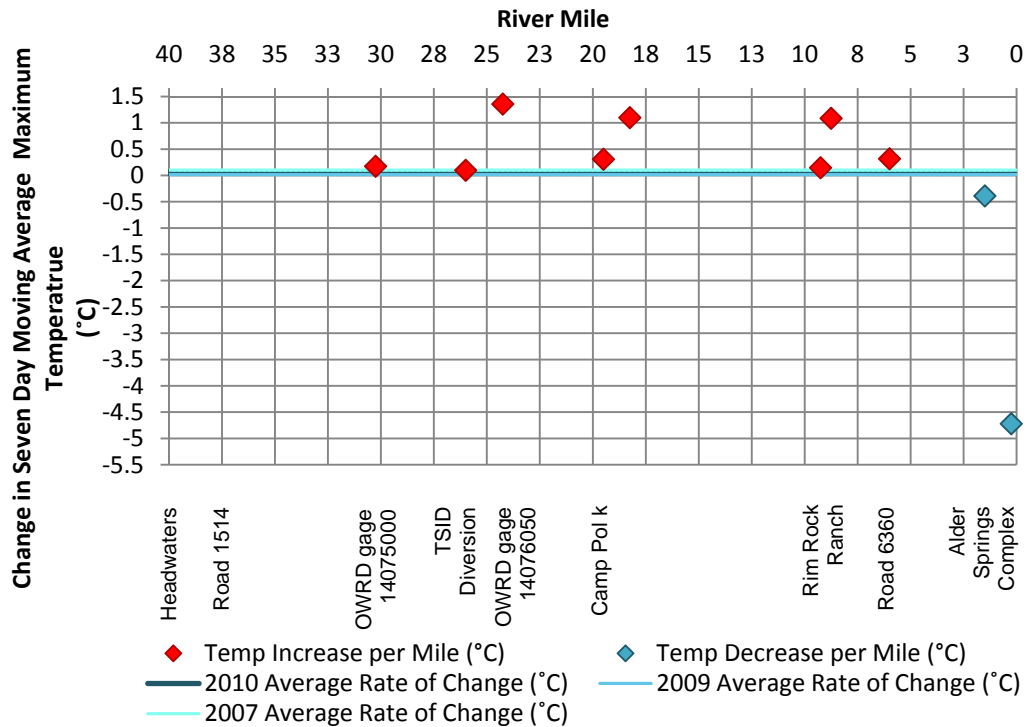 River Mile
40 38 35 33 30 28 25 23 20 18 15 13 10 8 5 3 0
Change in Seven Day Moving Average Maximum
Temperatrue
(˚C)
1.5
1
0.5
0
-0.5
-1
-1.5
-2
-2.5
-3
-3.5
-4
-4.5
-5
-5.5
Headwaters
Road 1514
OWRD gage
14075000
TSID
Diversion
OWRD gage
14076050
Camp Pol k
Rim Rock
Ranch
Road 6360
Alder
Springs
Complex
Temp Increase per Mile (˚C)
Temp Decrease per Mile (˚C)
2010 Average Rate of Change (˚C)
2009 Average Rate of Change (˚C)
2007 Average Rate of Change (˚C)